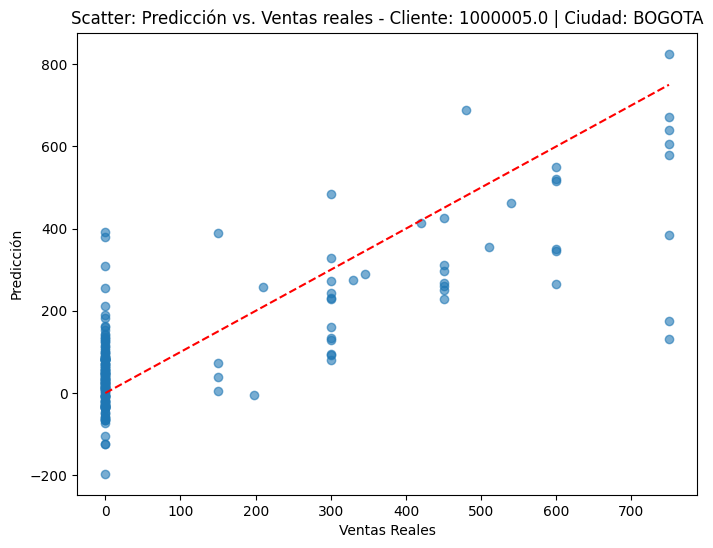 Scatter: Predicción vs. Ventas reales - Cliente: 1000005.0 | Ciudad: BOGOTA
800
600
400
200
0
−200
Predicción
0 100 200 300 400 500 600 700
Ventas Reales